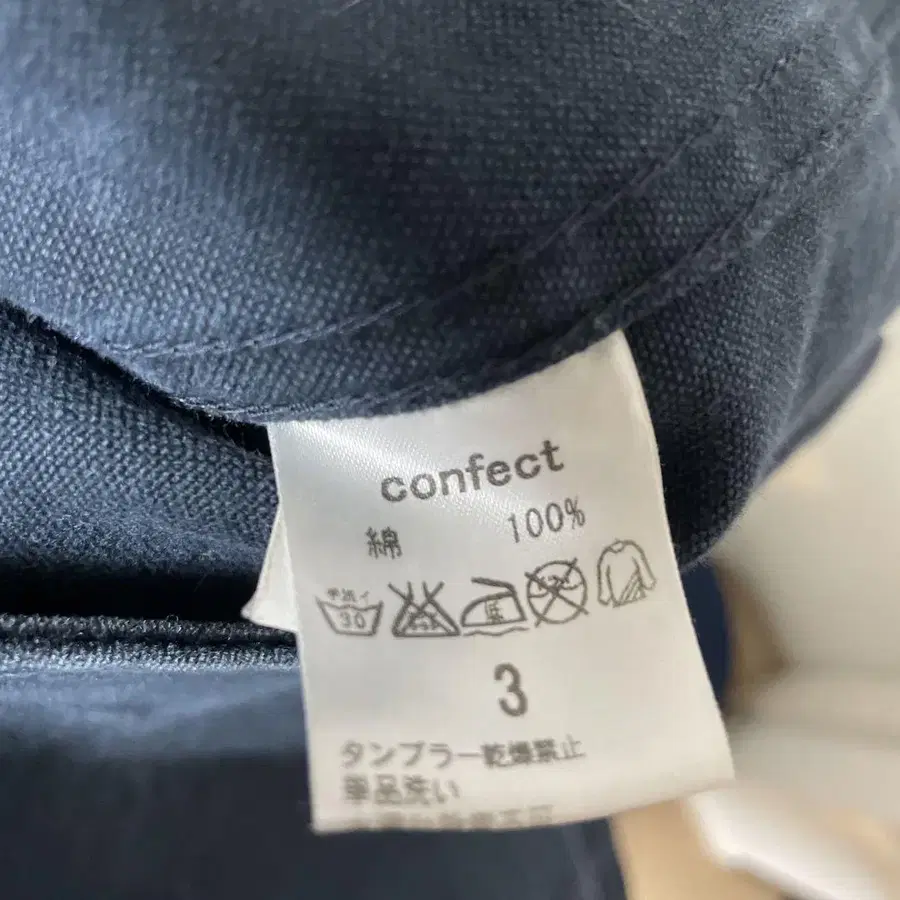 confect
綿 100%
手洗イ
30
低
3
タンブラー乾燥禁止
単品洗い